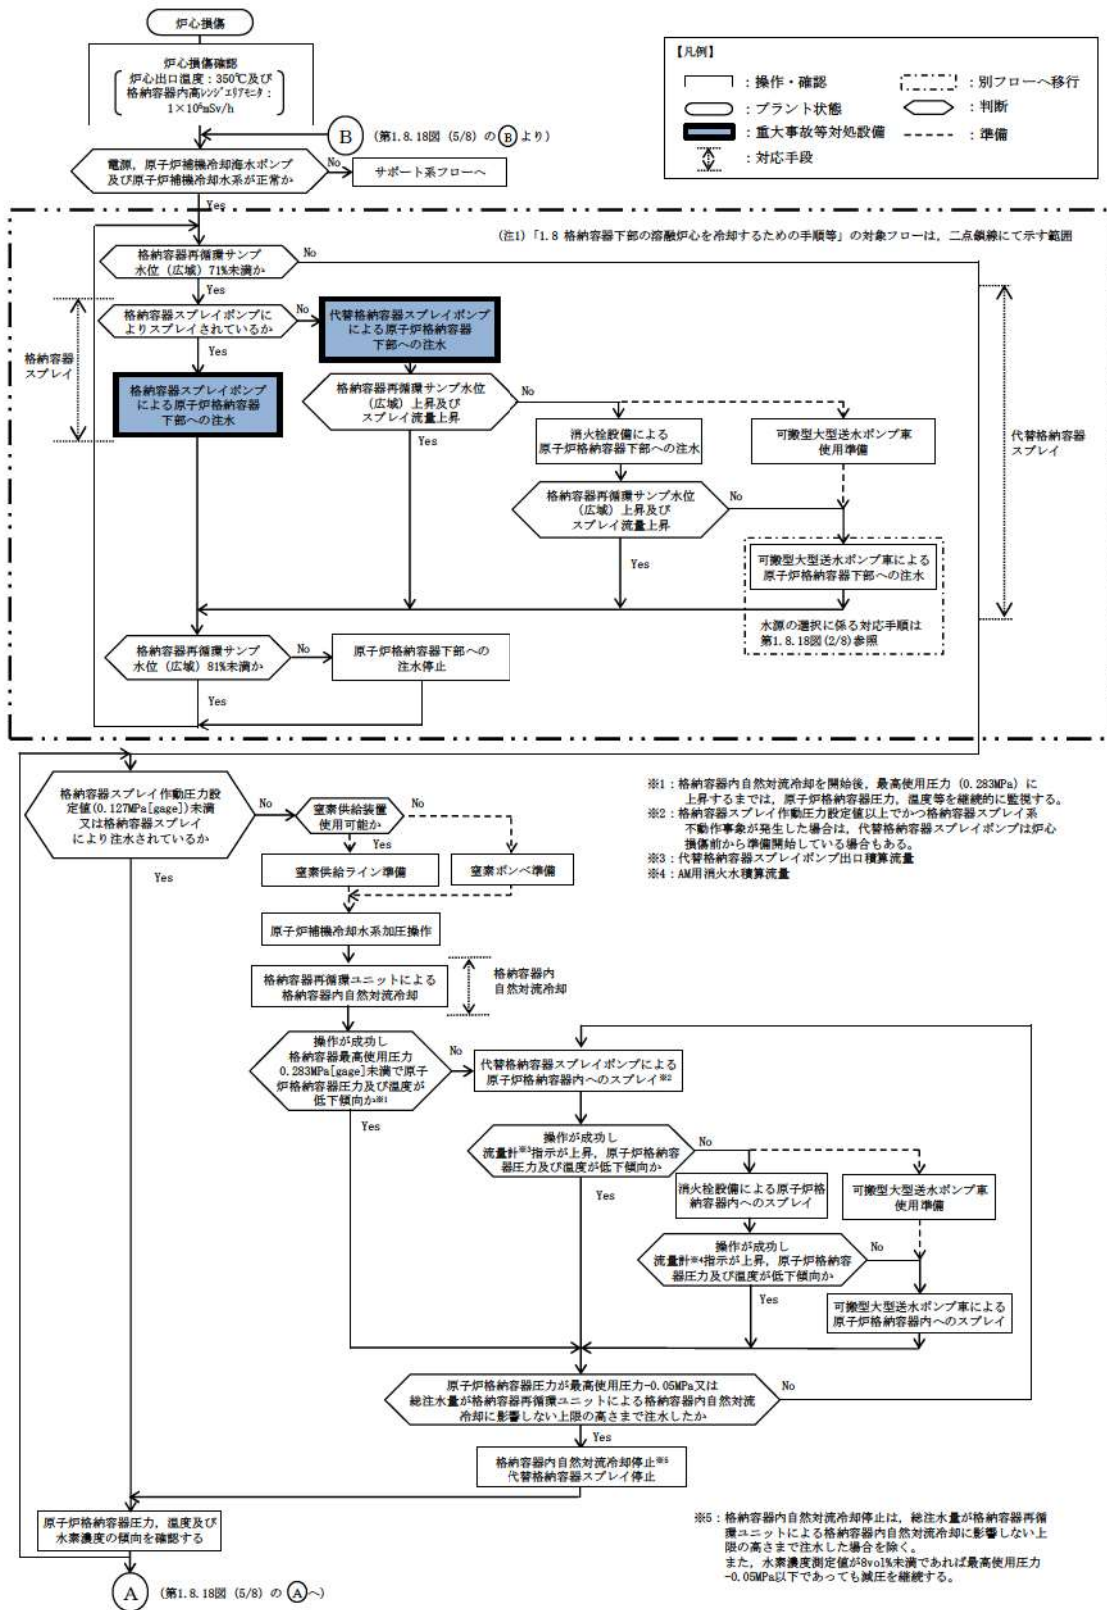 炉心損傷
炉心損傷確認
炉心出口温度：350℃及び
格納容器内高ﾚﾝｼﾞｴﾘｱﾓﾆﾀ：
1×10⁵mSv/h
【凡例】
：操作・確認
：プラント状態
：重大事故等対処設備
：対応手段
：別フローへ移行
：判断
：準備
B
(第1.8.18図 (5/8) の Ⓑ より)
電源，原子炉補機冷却海水ポンプ
及び原子炉補機冷却水系が正常か
No
サポート系フローへ
Yes
(注1)「1.8 格納容器下部の溶融炉心を冷却するための手順等」の対象フローは，二点鎖線にて示す範囲
格納容器再循環サンプ
水位（広域）71%未満か
No
Yes
格納容器
スプレイ
格納容器スプレイポンプに
よりスプレイされているか
No
Yes
代替格納容器スプレイポンプ
による原子炉格納容器
下部への注水
格納容器スプレイポンプ
による原子炉格納容器
下部への注水
格納容器再循環サンプ水位
（広域）上昇及び
スプレイ流量上昇
No
Yes
消火栓設備による
原子炉格納容器下部への注水
可搬型大型送水ポンプ車
使用準備
代替格納容器
スプレイ
格納容器再循環サンプ水位
（広域）上昇及び
スプレイ流量上昇
No
Yes
可搬型大型送水ポンプ車による
原子炉格納容器下部への注水
水源の選択に係る対応手順は
第1.8.18図(2/8)参照
格納容器再循環サンプ
水位（広域）81%未満か
No
原子炉格納容器下部への
注水停止
Yes
格納容器スプレイ作動圧力設
定値(0.127MPa[gage])未満
又は格納容器スプレイ
により注水されているか
No
Yes
窒素供給装置
使用可能か
No
Yes
窒素供給ライン準備
窒素ボンベ準備
原子炉補機冷却水系加圧操作
格納容器再循環ユニットによる
格納容器内自然対流冷却
格納容器内
自然対流冷却
※1：格納容器内自然対流冷却を開始後，最高使用圧力（0.283MPa）に
上昇するまでは，原子炉格納容器圧力，温度等を継続的に監視する。
※2：格納容器スプレイ作動圧力設定値以上でかつ格納容器スプレイ系
不動作事象が発生した場合は，代替格納容器スプレイポンプは炉心
損傷前から準備開始している場合もある。
※3：代替格納容器スプレイポンプ出口積算流量
※4：AM用消火水積算流量
操作が成功し
格納容器最高使用圧力
0.283MPa[gage]未満で原子
炉格納容器圧力及び温度が
低下傾向か※1
No
Yes
代替格納容器スプレイポンプによる
原子炉格納容器内へのスプレイ※2
操作が成功し
流量計※3指示が上昇，原子炉格納容
器圧力及び温度が低下傾向か
No
Yes
消火栓設備による原子炉格
納容器内へのスプレイ
可搬型大型送水ポンプ車
使用準備
操作が成功し
流量計※4指示が上昇，原子炉格納容
器圧力及び温度が低下傾向か
No
Yes
可搬型大型送水ポンプ車による
原子炉格納容器内へのスプレイ
原子炉格納容器圧力が最高使用圧力-0.05MPa又は
総注水量が格納容器再循環ユニットによる格納容器内自然対流
冷却に影響しない上限の高さまで注水したか
No
Yes
格納容器内自然対流冷却停止※5
代替格納容器スプレイ停止
原子炉格納容器圧力，温度及び
水素濃度の傾向を確認する
※5：格納容器内自然対流冷却停止は，総注水量が格納容器再循
環ユニットによる格納容器内自然対流冷却に影響しない上
限の高さまで注水した場合を除く。
また，水素濃度測定値が8vol%未満であれば最高使用圧力
-0.05MPa以下であっても減圧を継続する。
A
(第1.8.18図 (5/8) の Ⓐ へ)